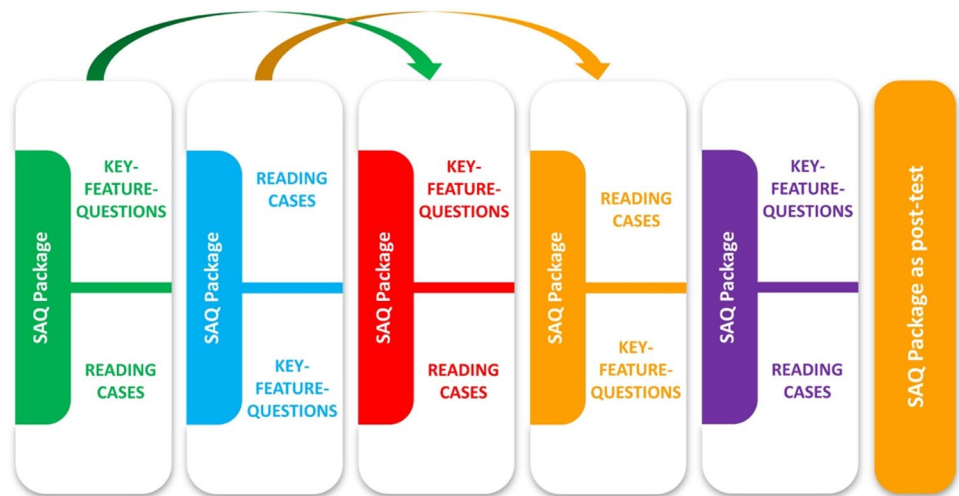 SAQ Package
KEY-
FEATURE-
QUESTIONS
READING
CASES
SAQ Package
READING
CASES
KEY-
FEATURE-
QUESTIONS
SAQ Package
KEY-
FEATURE-
QUESTIONS
READING
CASES
SAQ Package
READING
CASES
KEY-
FEATURE-
QUESTIONS
SAQ Package
KEY-
FEATURE-
QUESTIONS
READING
CASES
SAQ Package as post-test